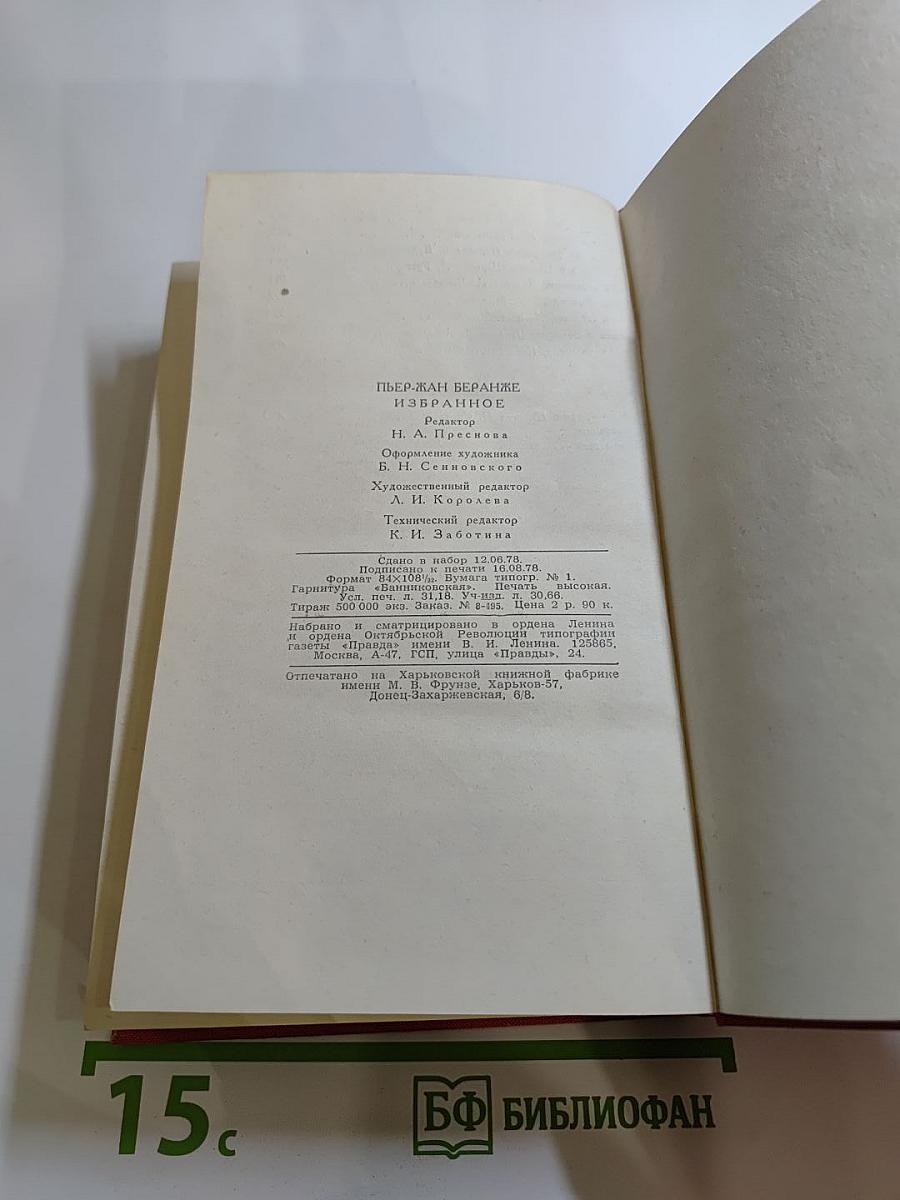 ПЬЕР-ЖАН БЕРАНЖЕ
ИЗБРАННОЕ
Редактор
Н. А. Преснова
Оформление художника
Б. Н. Сенновского
Художественный редактор
Л. И. Королева
Технический редактор
К. И. Заботина
Сдано в набор 12.06.78.
Подписано к печати 16.08.78.
Формат 84×108¹/₃₂. Бумага типогр. № 1.
Гарнитура «Банниковская». Печать высокая.
Усл. печ. л. 31,18. Уч-изд. л. 30,66.
Тираж 500 000 экз. Заказ. № 8-495. Цена 2 р. 90 к.
Набрано и сматрицировано в ордена Ленина
и ордена Октябрьской Революции типографии
газеты «Правда» имени В. И. Ленина. 125865,
Москва, А-47, ГСП, улица «Правды», 24.
Отпечатано на Харьковской книжной фабрике
имени М. В. Фрунзе, Харьков-57,
Донец-Захаржевская, 6/8.
15 с
БФ БИБЛИОФАН